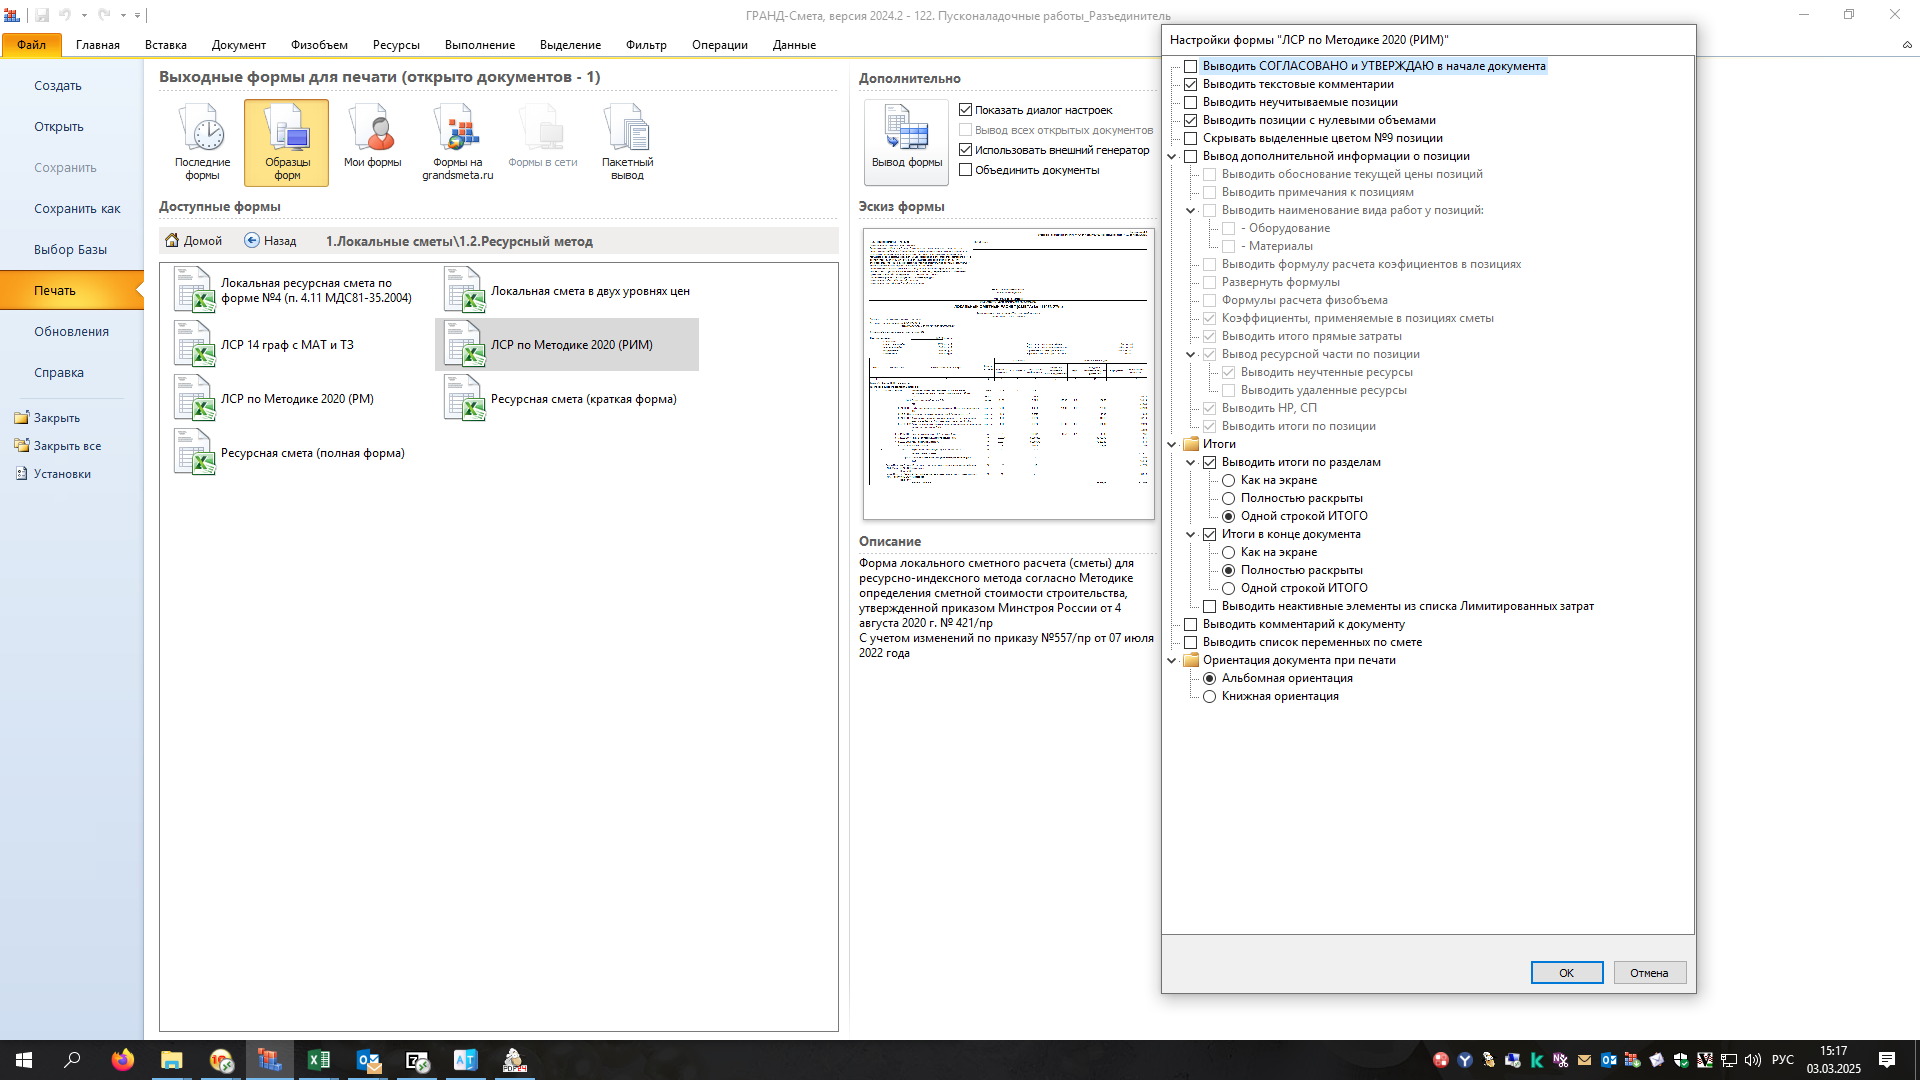 ГРАНД-Смета, версия 2024.2 - 122. Пусконаладочные работы_Разъединитель
Файл
Главная
Вставка
Документ
Физобъем
Ресурсы
Выполнение
Выделение
Фильтр
Операции
Данные
Создать
Открыть
Сохранить
Сохранить как
Выбор Базы
Печать
Обновления
Справка
Закрыть
Закрыть все
Установки
Выходные формы для печати (открыто документов - 1)
Последние
формы
Образцы
форм
Мои формы
Формы на
grandsmeta.ru
Формы в сети
Пакетный
вывод
Доступные формы
Домой
Назад
1.Локальные сметы\1.2.Ресурсный метод
Локальная ресурсная смета по
форме №4 (п. 4.11 МДС81-35.2004)
Локальная смета в двух уровнях цен
ЛСР 14 граф с МАТ и ТЗ
ЛСР по Методике 2020 (РИМ)
ЛСР по Методике 2020 (РМ)
Ресурсная смета (краткая форма)
Ресурсная смета (полная форма)
Дополнительно
Вывод формы
Показать диалог настроек
Вывод всех открытых документов
Использовать внешний генератор
Объединить документы
Эскиз формы
Описание
Форма локального сметного расчета (сметы) для
ресурсно-индексного метода согласно Методике
определения сметной стоимости строительства,
утвержденной приказом Минстроя России от 4
августа 2020 г. № 421/пр
С учетом изменений по приказу №557/пр от 07 июля
2022 года
Настройки формы "ЛСР по Методике 2020 (РИМ)"
Выводить СОГЛАСОВАНО и УТВЕРЖДАЮ в начале документа
Выводить текстовые комментарии
Выводить неучитываемые позиции
Выводить позиции с нулевыми объемами
Скрывать выделенные цветом №9 позиции
Вывод дополнительной информации о позиции
Выводить обоснование текущей цены позиций
Выводить примечания к позициям
Выводить наименование вида работ у позиций:
- Оборудование
- Материалы
Выводить формулу расчета коэфициентов в позициях
Развернуть формулы
Формулы расчета физобъема
Коэффициенты, применяемые в позициях сметы
Выводить итого прямые затраты
Вывод ресурсной части по позиции
Выводить неучтенные ресурсы
Выводить удаленные ресурсы
Выводить НР, СП
Выводить итоги по позиции
Итоги
Выводить итоги по разделам
Как на экране
Полностью раскрыты
Одной строкой ИТОГО
Итоги в конце документа
Как на экране
Полностью раскрыты
Одной строкой ИТОГО
Выводить неактивные элементы из списка Лимитированных затрат
Выводить комментарий к документу
Выводить список переменных по смете
Ориентация документа при печати
Альбомная ориентация
Книжная ориентация
ОК
Отмена
РУС
15:17
03.03.2025